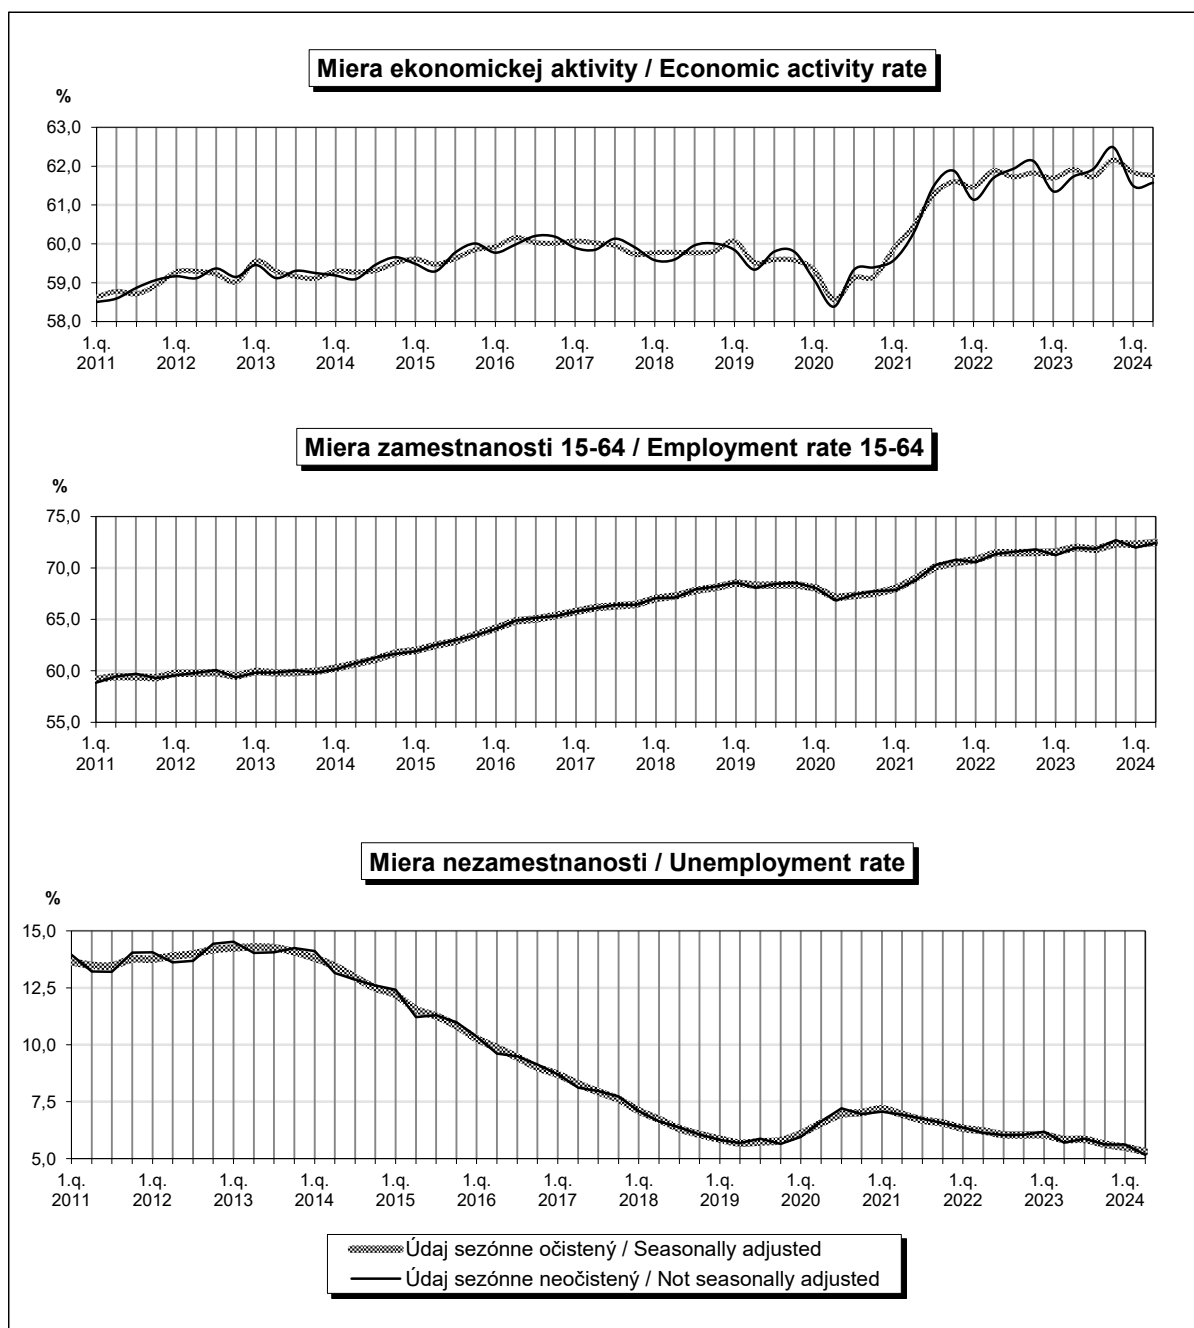 Miera ekonomickej aktivity / Economic activity rate
%
63,0
62,0
61,0
60,0
59,0
58,0
1.q. 1.q. 1.q. 1.q. 1.q. 1.q. 1.q. 1.q. 1.q. 1.q. 1.q. 1.q. 1.q. 1.q.
2011 2012 2013 2014 2015 2016 2017 2018 2019 2020 2021 2022 2023 2024
Miera zamestnanosti 15-64 / Employment rate 15-64
%
75,0
70,0
65,0
60,0
55,0
1.q. 1.q. 1.q. 1.q. 1.q. 1.q. 1.q. 1.q. 1.q. 1.q. 1.q. 1.q. 1.q. 1.q.
2011 2012 2013 2014 2015 2016 2017 2018 2019 2020 2021 2022 2023 2024
Miera nezamestnanosti / Unemployment rate
%
15,0
12,5
10,0
7,5
5,0
1.q. 1.q. 1.q. 1.q. 1.q. 1.q. 1.q. 1.q. 1.q. 1.q. 1.q. 1.q. 1.q. 1.q.
2011 2012 2013 2014 2015 2016 2017 2018 2019 2020 2021 2022 2023 2024
Údaj sezónne očistený / Seasonally adjusted
Údaj sezónne neočistený / Not seasonally adjusted